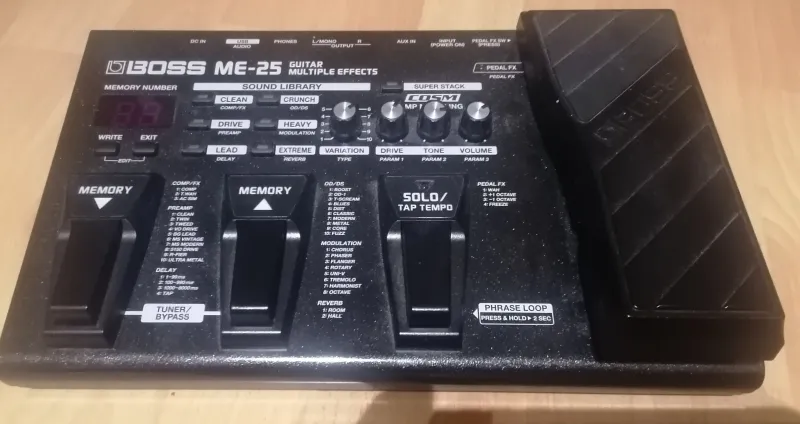 DC IN
USB
AUDIO
PHONES
L/MONO R
OUTPUT
AUX IN
INPUT
(POWER ON)
PEDAL FX SW
(PRESS)
BOSS ME-25 GUITAR
MULTIPLE EFFECTS
PEDAL FX
PEDAL FX
MEMORY NUMBER
SOUND LIBRARY
SUPER STACK
CLEAN
COMP/FX
CRUNCH
OD/DS
COSM
DRIVE
PREAMP
HEAVY
MODULATION
WRITE
EXIT
EDIT
LEAD
DELAY
EXTREME
REVERB
VARIATION
TYPE
DRIVE
PARAM 1
TONE
PARAM 2
VOLUME
PARAM 3
MEMORY
MEMORY
SOLO/
TAP TEMPO
COMP/FX
1: COMP
2: T.WAH
3: AC SIM
PREAMP
1: CLEAN
2: TWIN
3: TWEED
4: VO DRIVE
5: BG LEAD
6: MS VINTAGE
7: MS MODERN
8: 5150 DRIVE
9: R-FIER
10: ULTRA METAL
DELAY
1: 1-99ms
2: 100-990ms
3: 1000-6000ms
4: TAP
TUNER/
BYPASS
OD/DS
1: BOOST
2: OD-1
3: T-SCREAM
4: BLUES
5: DIST
6: CLASSIC
7: MODERN
8: METAL
9: CORE
10: FUZZ
MODULATION
1: CHORUS
2: PHASER
3: FLANGER
4: ROTARY
5: UNI-V
6: TREMOLO
7: HARMONIST
8: OCTAVE
REVERB
1: ROOM
2: HALL
PEDAL FX
1: WAH
2: +1 OCTAVE
3: -1 OCTAVE
4: FREEZE
PHRASE LOOP
PRESS & HOLD 2 SEC